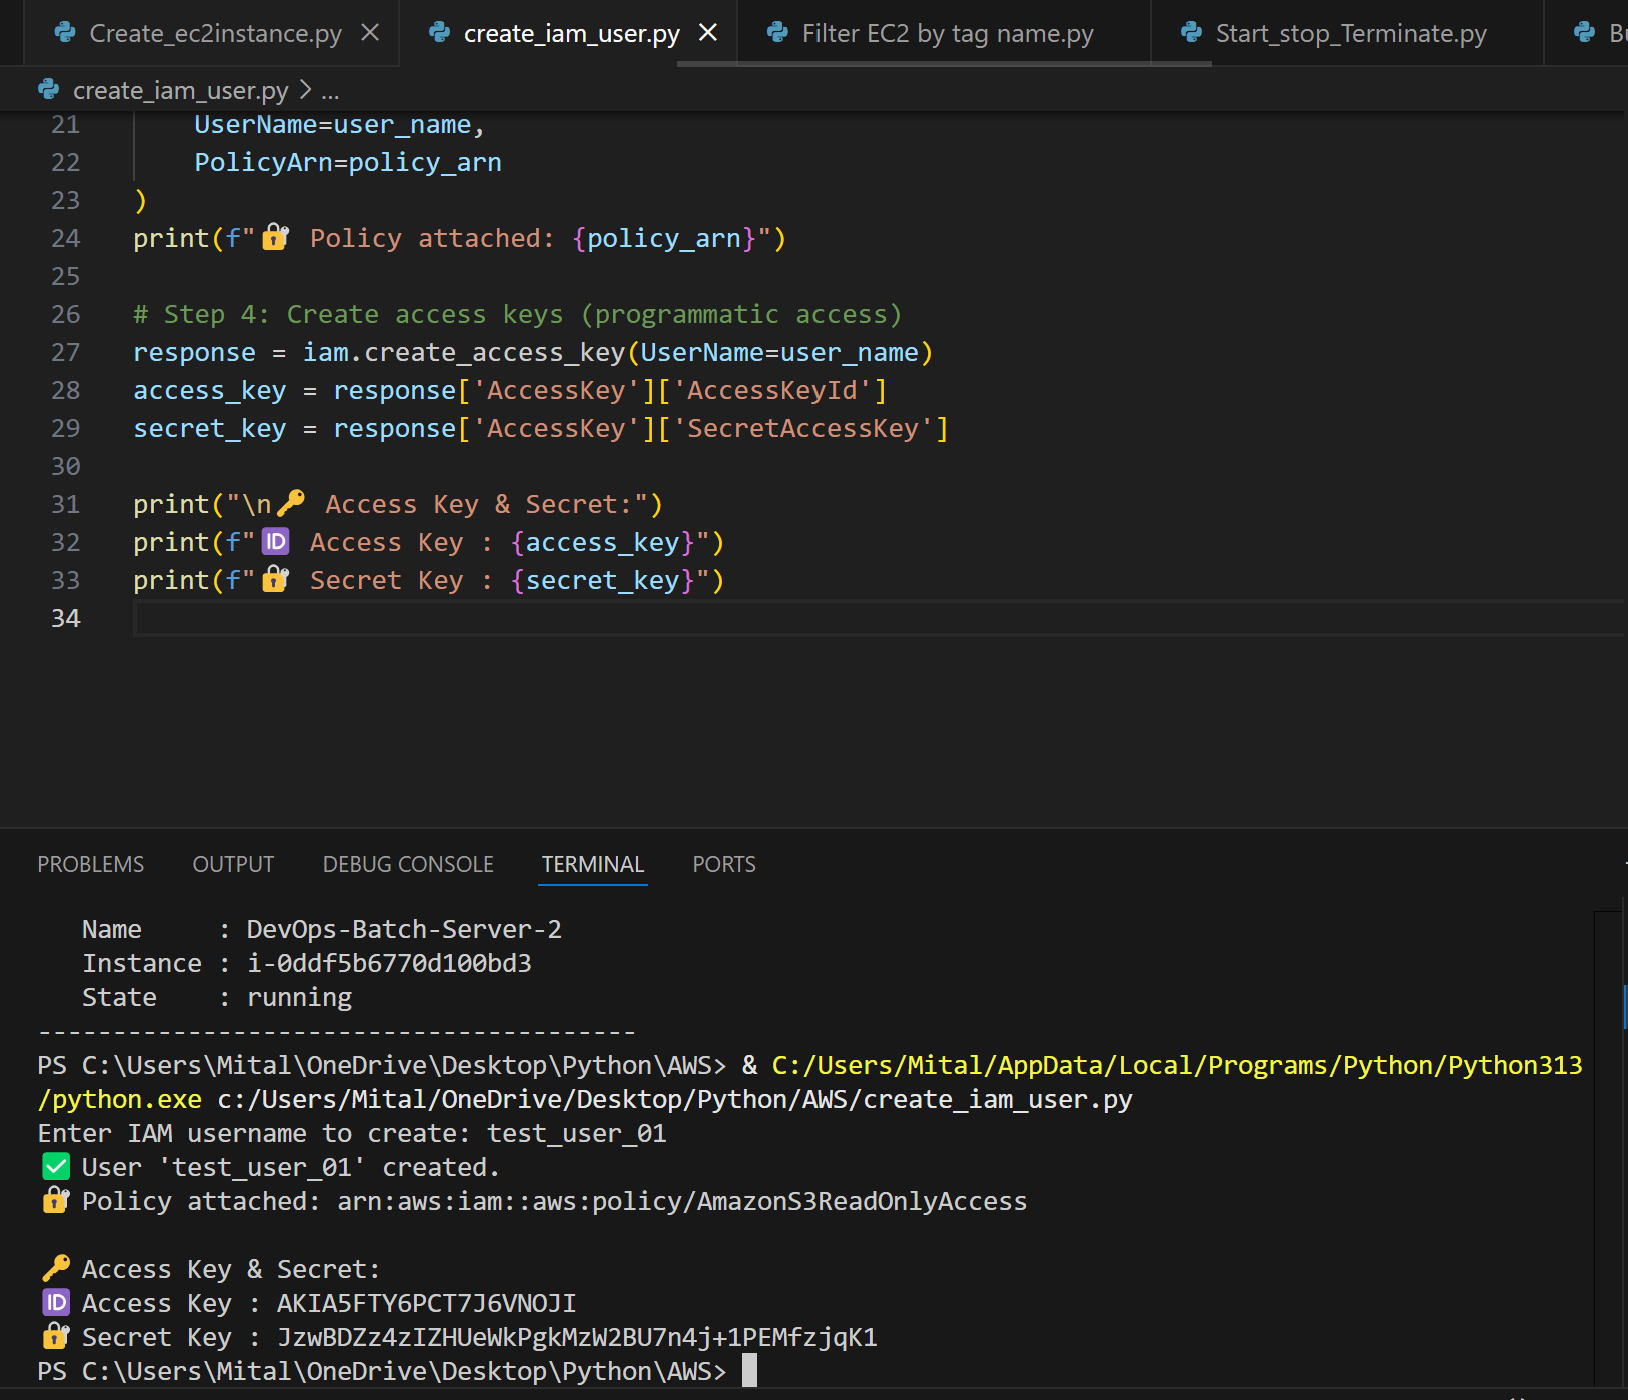 Create_ec2instance.py
create_iam_user.py
Filter EC2 by tag name.py
Start_stop_Terminate.py
create_iam_user.py > ...
21 UserName=user_name,
22 PolicyArn=policy_arn
23 )
24 print(f"🔐 Policy attached: {policy_arn}")
25
26 # Step 4: Create access keys (programmatic access)
27 response = iam.create_access_key(UserName=user_name)
28 access_key = response['AccessKey']['AccessKeyId']
29 secret_key = response['AccessKey']['SecretAccessKey']
30
31 print("\n🔑 Access Key & Secret:")
32 print(f"🆔 Access Key : {access_key}")
33 print(f"🔐 Secret Key : {secret_key}")
34
PROBLEMS OUTPUT DEBUG CONSOLE TERMINAL PORTS
Name : DevOps-Batch-Server-2
Instance : i-0ddf5b6770d100bd3
State : running
----------------------------------------
PS C:\Users\Mital\OneDrive\Desktop\Python\AWS> & C:/Users/Mital/AppData/Local/Programs/Python/Python313
/python.exe c:/Users/Mital/OneDrive/Desktop/Python/AWS/create_iam_user.py
Enter IAM username to create: test_user_01
✅ User 'test_user_01' created.
🔐 Policy attached: arn:aws:iam::aws:policy/AmazonS3ReadOnlyAccess
🔑 Access Key & Secret:
🆔 Access Key : AKIA5FTY6PCT7J6VNOJI
🔐 Secret Key : JzwBDZz4zIZHUeWkPgkMzW2BU7n4j+1PEMfzjqK1
PS C:\Users\Mital\OneDrive\Desktop\Python\AWS>